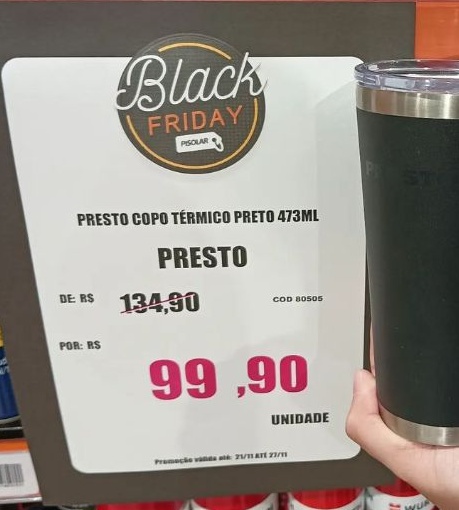 Black
FRIDAY
PISOLAR
PRESTO COPO TÉRMICO PRETO 473ML
PRESTO
DE: R$ 134,90 COD 80505
POR: R$
99 ,90
UNIDADE
Promoção válida até: 21/11 ATÉ 27/11